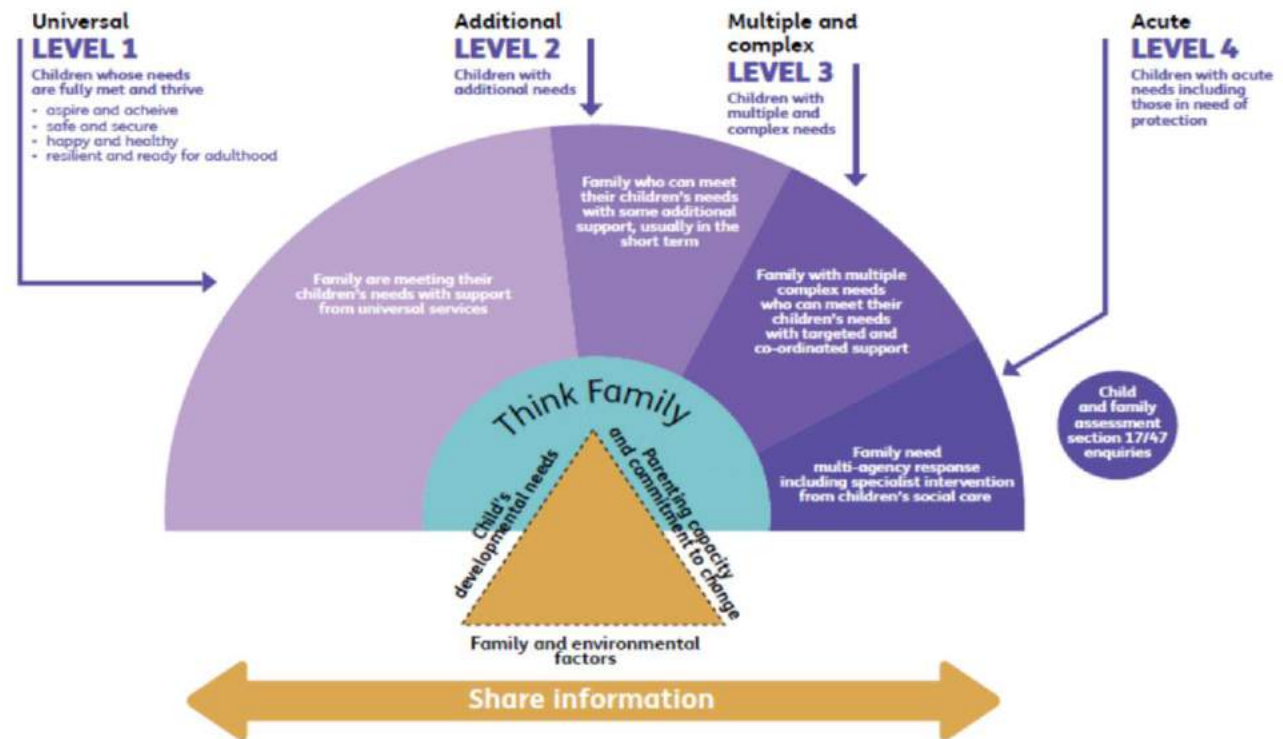 Universal
LEVEL 1
Children whose needs
are fully met and thrive
- aspire and acheive
- safe and secure
- happy and healthy
- resilient and ready for adulthood
Additional
LEVEL 2
Children with
additional needs
Multiple and
complex
LEVEL 3
Children with
multiple and
complex needs
Acute
LEVEL 4
Children with acute
needs including
those in need of
protection
Family are meeting their
children's needs with support
from universal services
Family who can meet
their children's needs
with some additional
support, usually in the
short term
Family with multiple
complex needs
who can meet their
children's needs
with targeted and
co-ordinated support
Family need
multi-agency response
including specialist intervention
from children's social care
Child
and family
assessment
section 17/47
enquiries
Think Family
Child's
developmental needs
Parenting capacity
and commitment to change
Family and environmental
factors
Share information